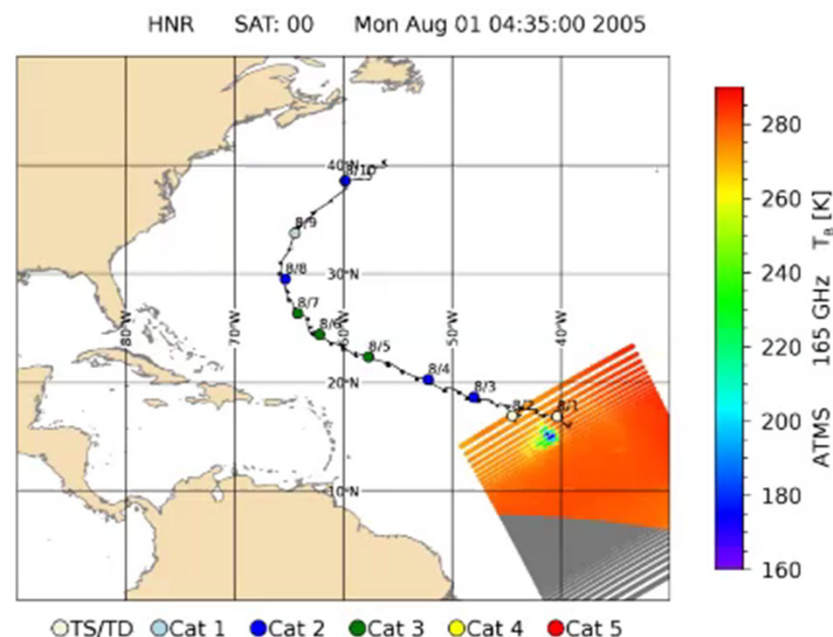 HNR SAT: 00 Mon Aug 01 04:35:00 2005
40°N
8/10
8/9
30°N
8/8
8/7
8/6
80°W
70°W
60°W
50°W
40°W
8/5
8/4
20°N
8/3
8/2
8/1
10°N
280
260
240
220
200
180
160
ATMS 165 GHz T_B [K]
TS/TD Cat 1 Cat 2 Cat 3 Cat 4 Cat 5